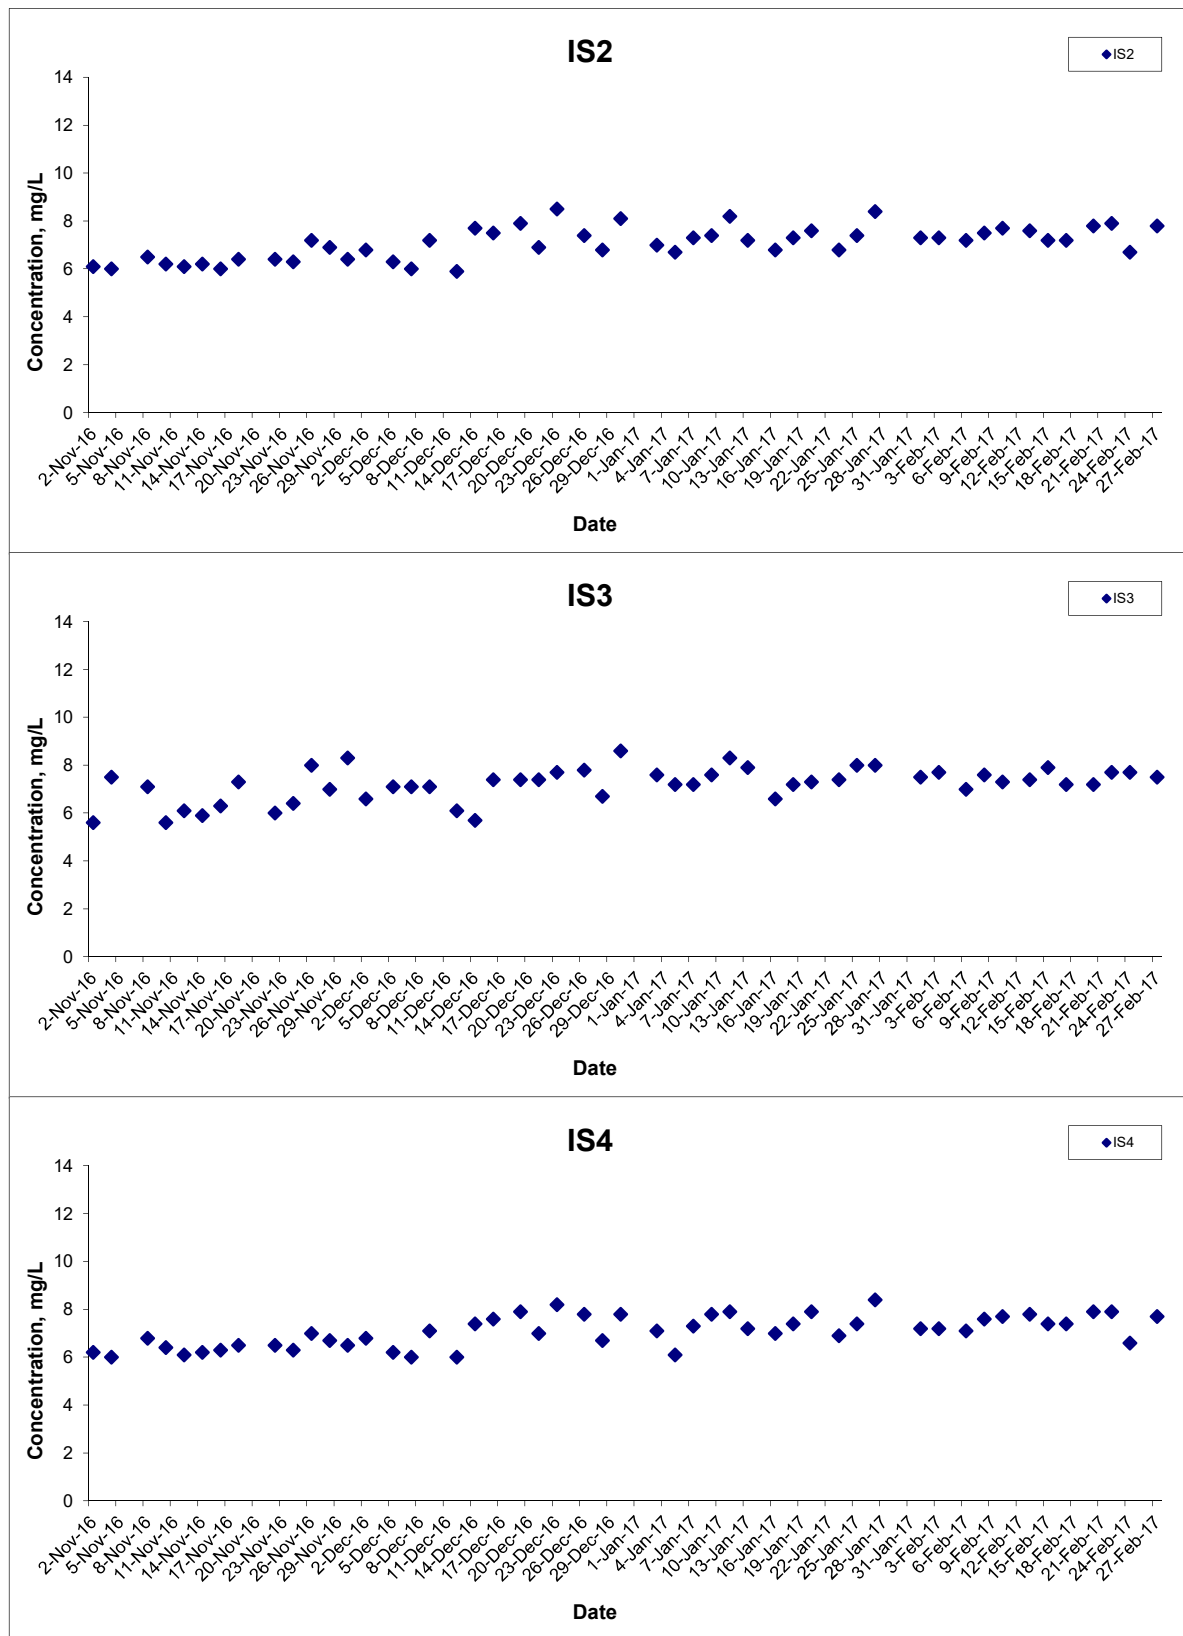 IS2
IS2
14
12
10
8
6
4
2
0
Concentration, mg/L
2-Nov-16
5-Nov-16
8-Nov-16
11-Nov-16
14-Nov-16
17-Nov-16
20-Nov-16
23-Nov-16
26-Nov-16
29-Nov-16
2-Dec-16
5-Dec-16
8-Dec-16
11-Dec-16
14-Dec-16
17-Dec-16
20-Dec-16
23-Dec-16
26-Dec-16
29-Dec-16
1-Jan-17
4-Jan-17
7-Jan-17
10-Jan-17
13-Jan-17
16-Jan-17
19-Jan-17
22-Jan-17
25-Jan-17
28-Jan-17
31-Jan-17
3-Feb-17
6-Feb-17
9-Feb-17
12-Feb-17
15-Feb-17
18-Feb-17
21-Feb-17
24-Feb-17
27-Feb-17
Date
IS3
IS3
14
12
10
8
6
4
2
0
Concentration, mg/L
2-Nov-16
5-Nov-16
8-Nov-16
11-Nov-16
14-Nov-16
17-Nov-16
20-Nov-16
23-Nov-16
26-Nov-16
29-Nov-16
2-Dec-16
5-Dec-16
8-Dec-16
11-Dec-16
14-Dec-16
17-Dec-16
20-Dec-16
23-Dec-16
26-Dec-16
29-Dec-16
1-Jan-17
4-Jan-17
7-Jan-17
10-Jan-17
13-Jan-17
16-Jan-17
19-Jan-17
22-Jan-17
25-Jan-17
28-Jan-17
31-Jan-17
3-Feb-17
6-Feb-17
9-Feb-17
12-Feb-17
15-Feb-17
18-Feb-17
21-Feb-17
24-Feb-17
27-Feb-17
Date
IS4
IS4
14
12
10
8
6
4
2
0
Concentration, mg/L
2-Nov-16
5-Nov-16
8-Nov-16
11-Nov-16
14-Nov-16
17-Nov-16
20-Nov-16
23-Nov-16
26-Nov-16
29-Nov-16
2-Dec-16
5-Dec-16
8-Dec-16
11-Dec-16
14-Dec-16
17-Dec-16
20-Dec-16
23-Dec-16
26-Dec-16
29-Dec-16
1-Jan-17
4-Jan-17
7-Jan-17
10-Jan-17
13-Jan-17
16-Jan-17
19-Jan-17
22-Jan-17
25-Jan-17
28-Jan-17
31-Jan-17
3-Feb-17
6-Feb-17
9-Feb-17
12-Feb-17
15-Feb-17
18-Feb-17
21-Feb-17
24-Feb-17
27-Feb-17
Date